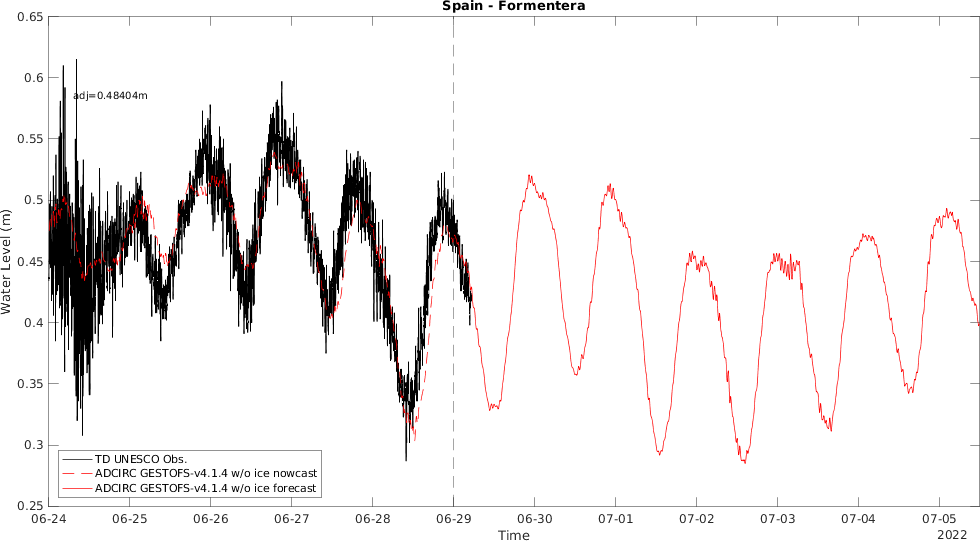 Spain - Formentera
0.65
0.6
0.55
0.5
0.45
0.4
0.35
0.3
0.25
Water Level (m)
adj=0.48404m
TD UNESCO Obs.
ADCIRC GESTOFS-v4.1.4 w/o ice nowcast
ADCIRC GESTOFS-v4.1.4 w/o ice forecast
06-24 06-25 06-26 06-27 06-28 06-29 06-30 07-01 07-02 07-03 07-04 07-05
Time
2022